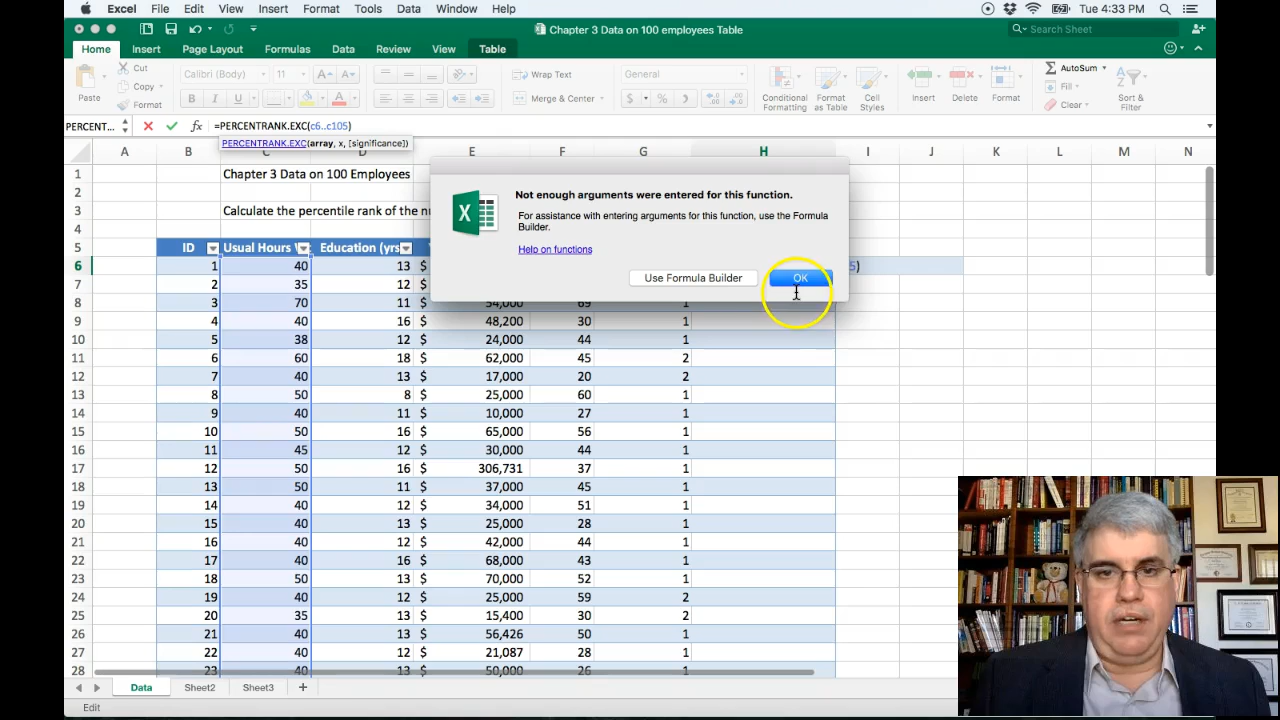 Excel File Edit View Insert Format Tools Data Window Help Tue 4:33 PM
Chapter 3 Data on 100 employees Table Search Sheet
Home Insert Page Layout Formulas Data Review View Table
Paste Cut Copy Format Calibri (Body) 11 A A General
B I U A Wrap Text Merge & Center $ % Conditional Formatting Format as Table Cell Styles Insert Delete Format AutoSum Fill Clear Sort & Filter
PERCENT... fx =PERCENTRANK.EXC(c6..c105)
PERCENTRANK.EXC(array, x, [significance])
A B C D E F G H I J K L M N
1 Chapter 3 Data on 100 Employees
2
3 Calculate the percentile rank of the nu
4
5 ID Usual Hours Education (yrs
6 1 40 13 $ 5)
7 2 35 12 $
8 3 70 11 $ 54,000 69 1
9 4 40 16 $ 48,200 30 1
10 5 38 12 $ 24,000 44 1
11 6 60 18 $ 62,000 45 2
12 7 40 13 $ 17,000 20 2
13 8 50 8 $ 25,000 60 1
14 9 40 11 $ 10,000 27 1
15 10 50 16 $ 65,000 56 1
16 11 45 12 $ 30,000 44 1
17 12 50 16 $ 306,731 37 1
18 13 50 11 $ 37,000 45 1
19 14 40 12 $ 34,000 51 1
20 15 40 13 $ 25,000 28 1
21 16 40 12 $ 42,000 44 1
22 17 40 16 $ 68,000 43 1
23 18 50 13 $ 70,000 52 1
24 19 40 12 $ 25,000 59 2
25 20 35 13 $ 15,400 30 2
26 21 40 13 $ 56,426 50 1
27 22 40 12 $ 21,087 28 1
28 23 40 13 $ 50,000 26 1
Not enough arguments were entered for this function.
For assistance with entering arguments for this function, use the Formula
Builder.
Help on functions
Use Formula Builder OK
Data Sheet2 Sheet3 +
Edit